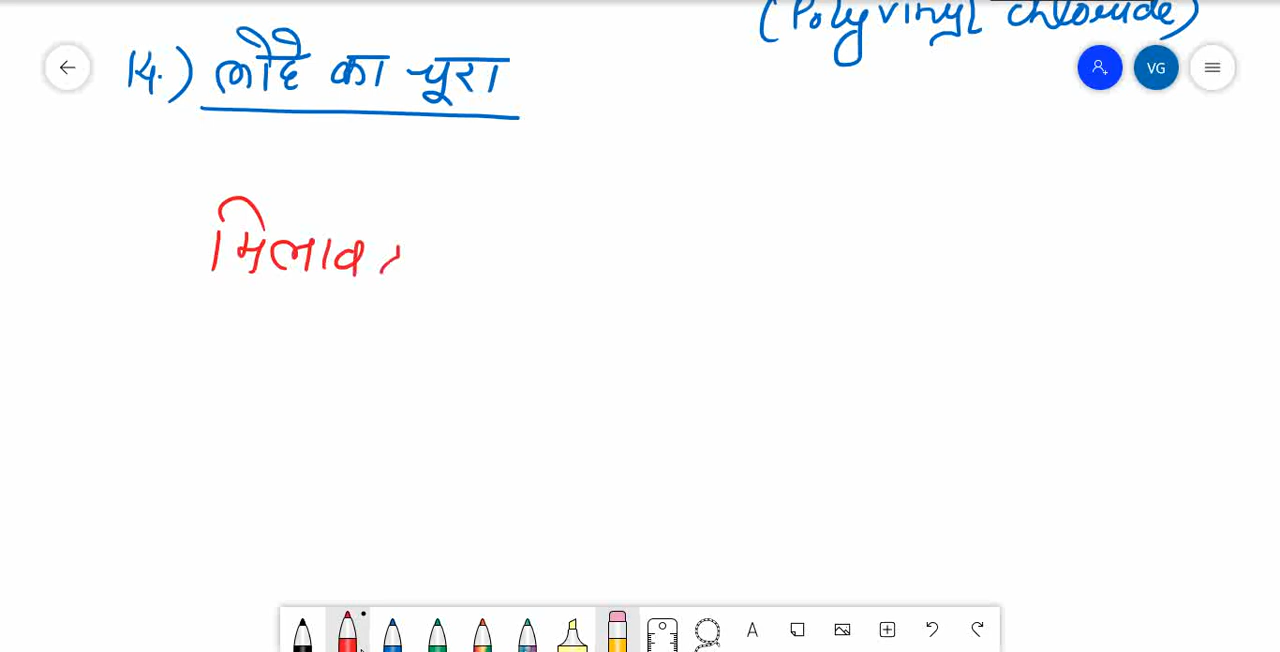 (Polyvinyl chloride)
14.) लोहे का चूरा
VG
मिलाव
A